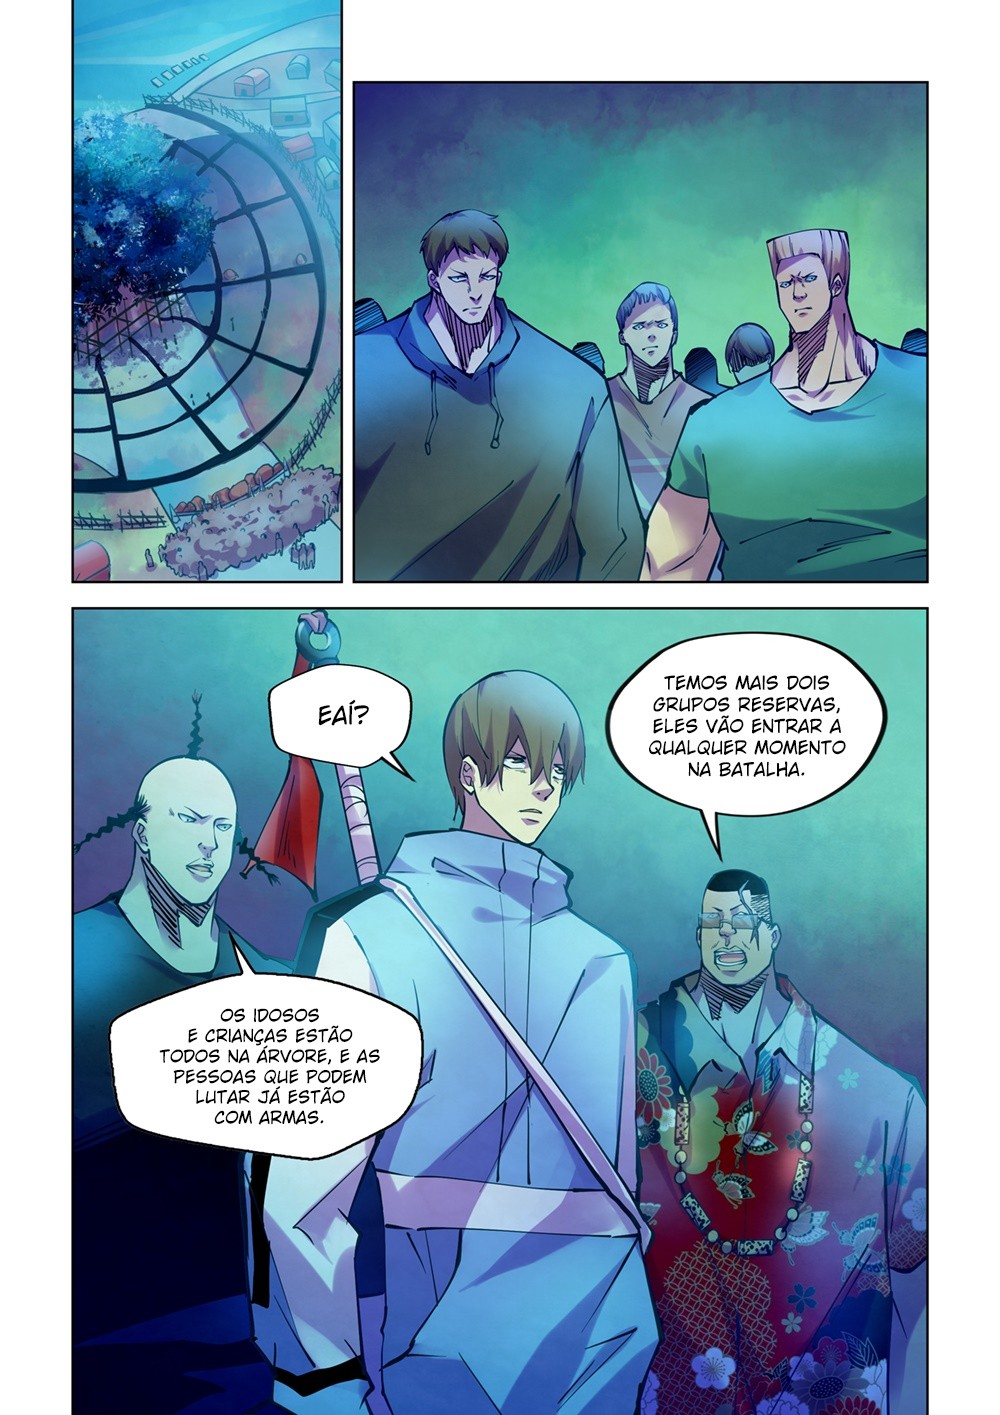 EAÍ?
TEMOS MAIS DOIS
GRUPOS RESERVAS,
ELES VÃO ENTRAR A
QUALQUER MOMENTO
NA BATALHA.
OS IDOSOS
E CRIANÇAS ESTÃO
TODOS NA ÁRVORE, E AS
PESSOAS QUE PODEM
LUTAR JÁ ESTÃO
COM ARMAS.